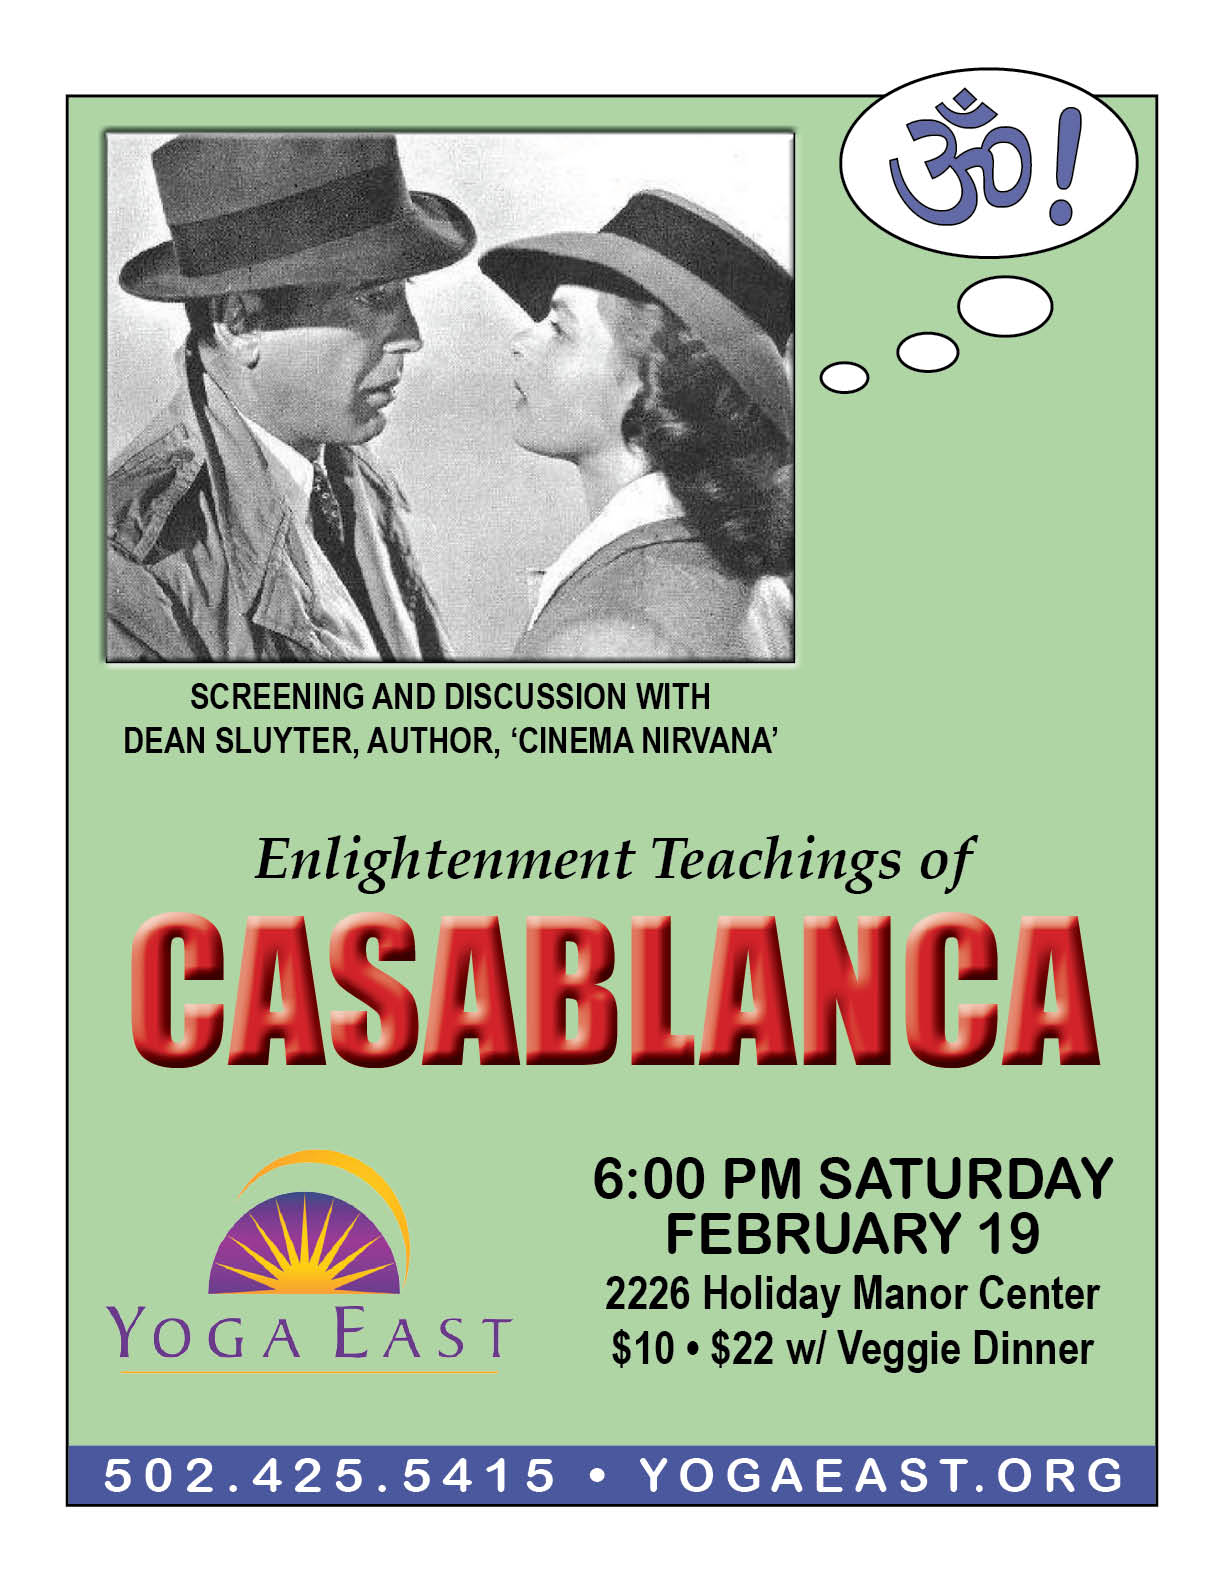 ॐ!
SCREENING AND DISCUSSION WITH
DEAN SLUYTER, AUTHOR, ‘CINEMA NIRVANA’
Enlightenment Teachings of
CASABLANCA
YOGA EAST
6:00 PM SATURDAY
FEBRUARY 19
2226 Holiday Manor Center
$10 • $22 w/ Veggie Dinner
502.425.5415 • YOGAEAST.ORG